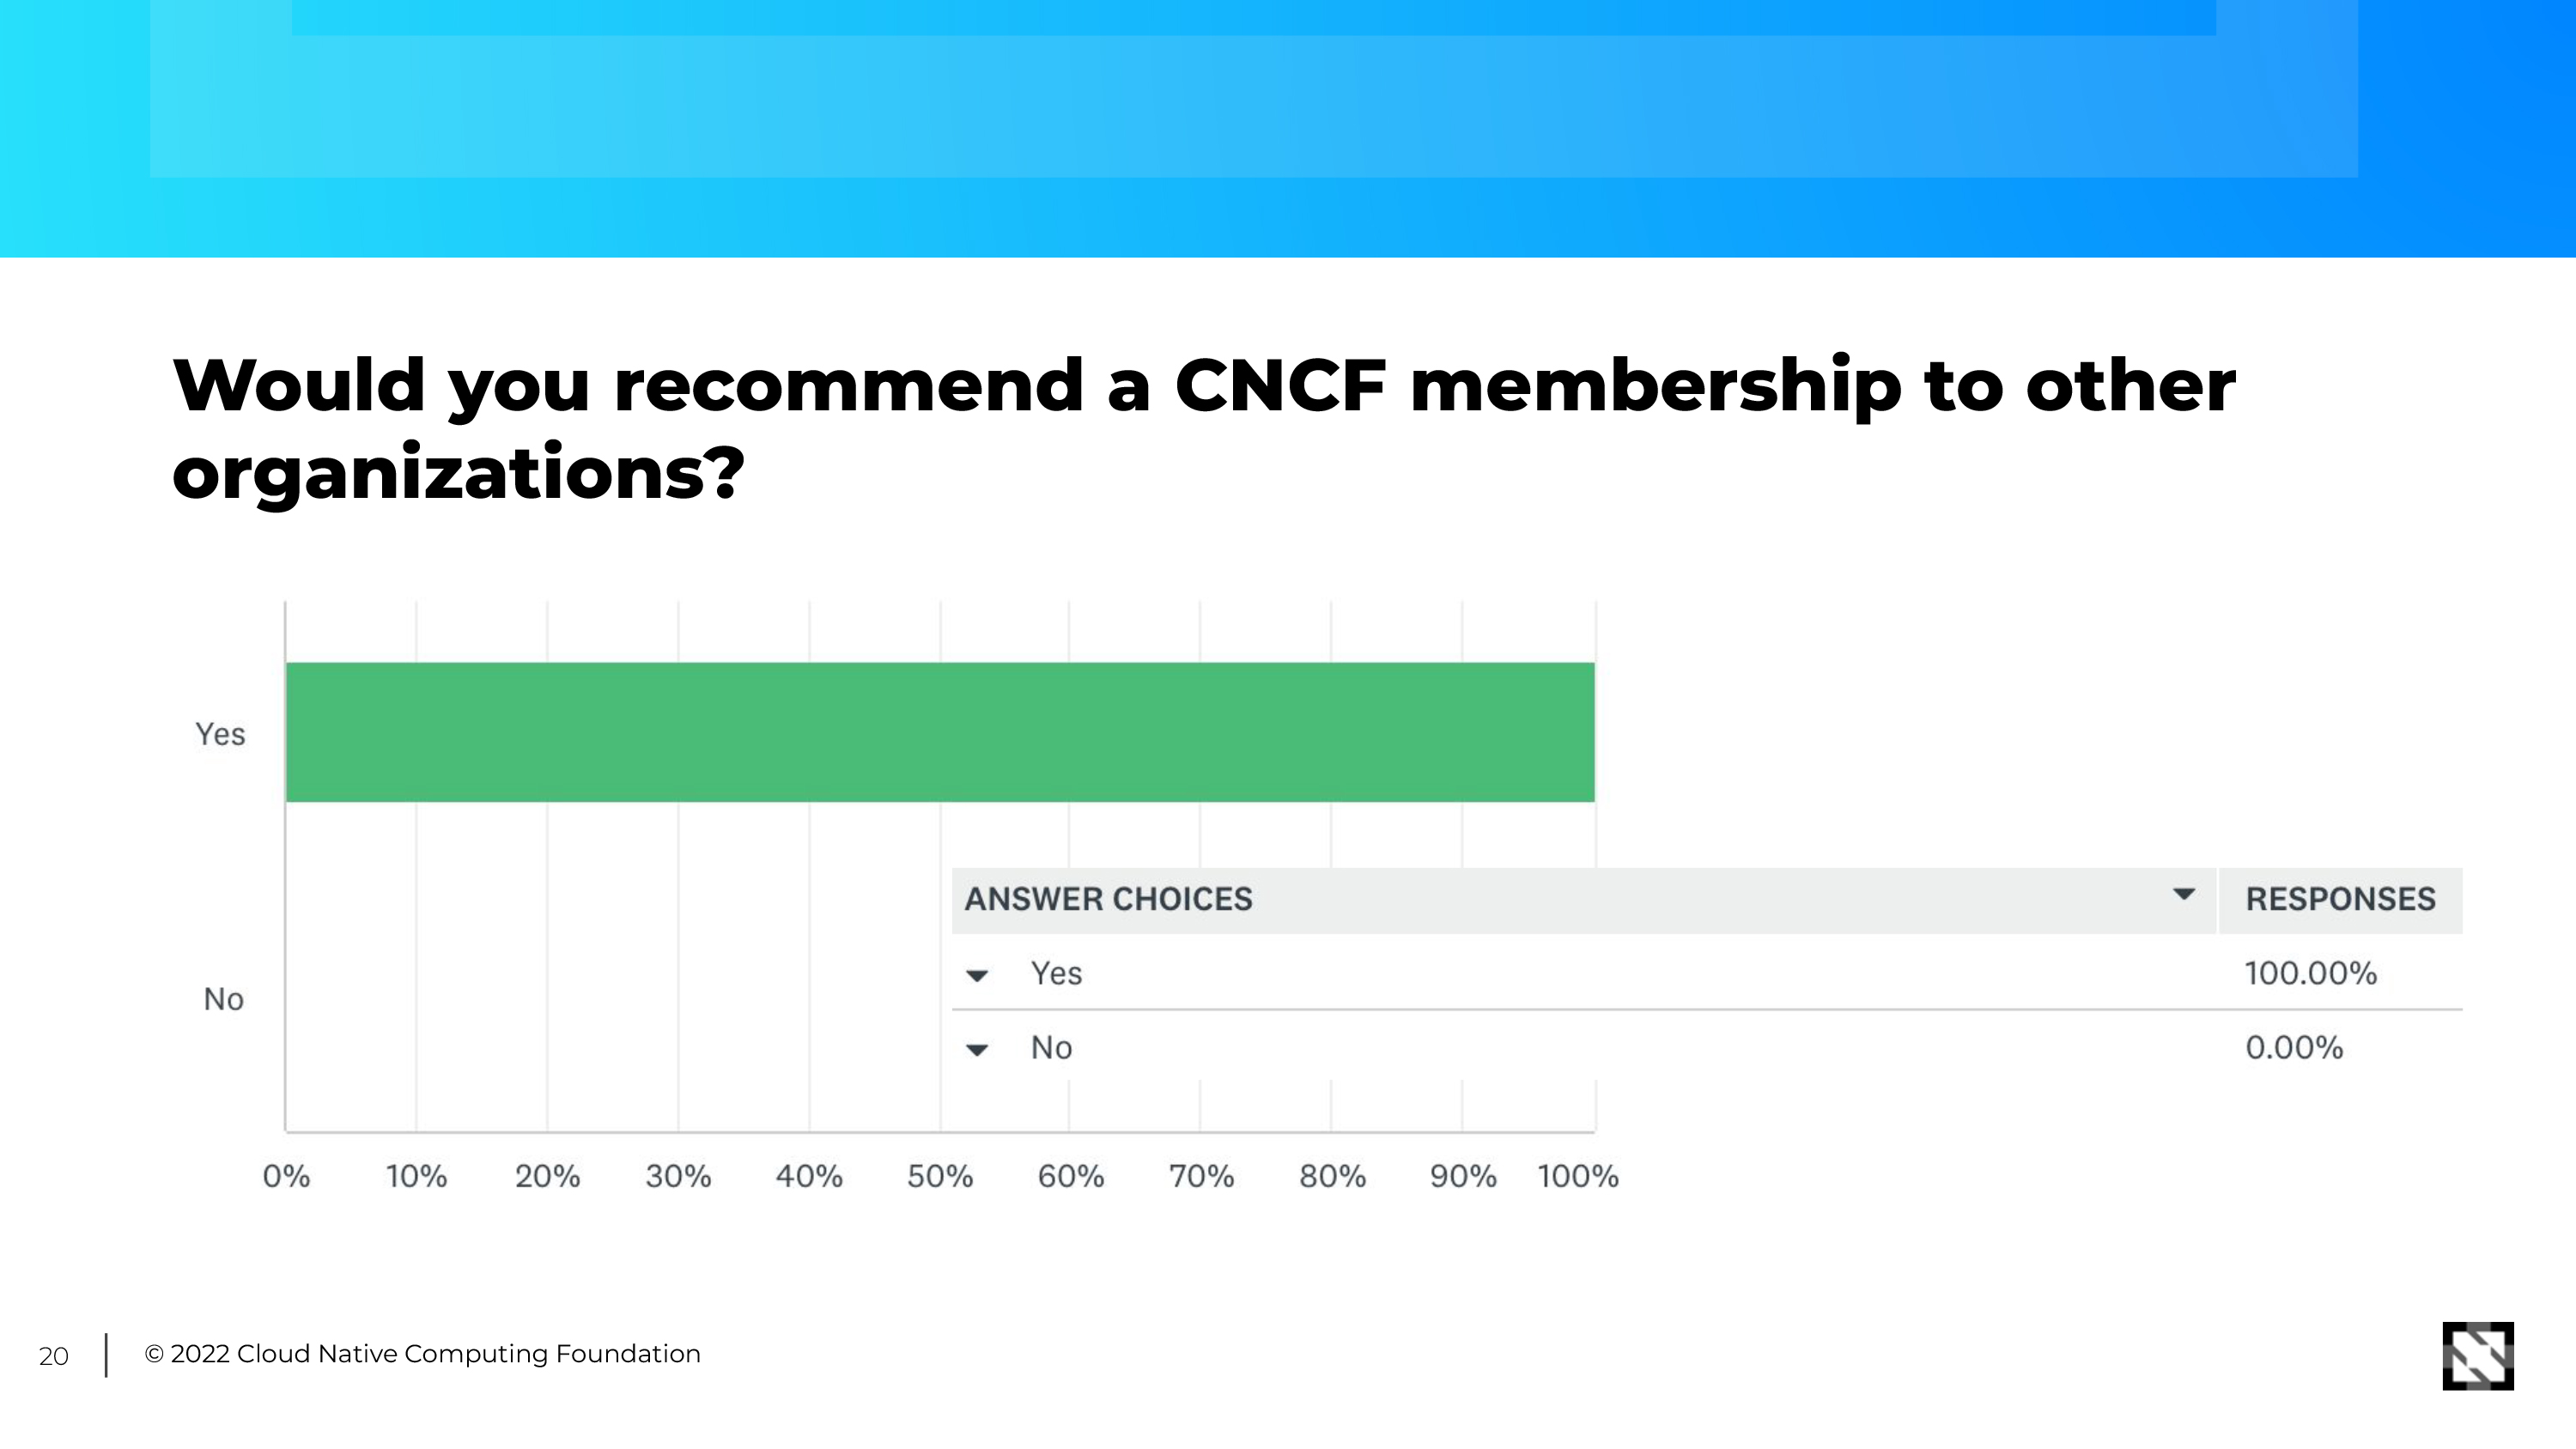 Would you recommend a CNCF membership to other
organizations?
Yes
ANSWER CHOICES RESPONSES
Yes 100.00%
No
No 0.00%
0% 10% 20% 30% 40% 50% 60% 70% 80% 90% 100%
20 © 2022 Cloud Native Computing Foundation